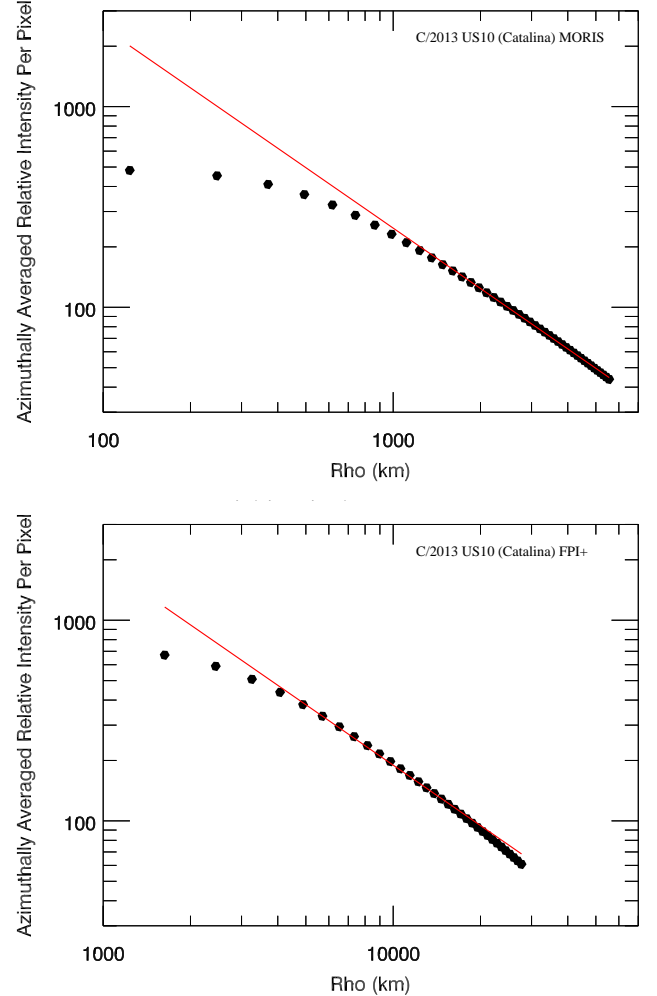 Azimuthally Averaged Relative Intensity Per Pixel
C/2013 US10 (Catalina) MORIS
1000
100
100
1000
Rho (km)
Azimuthally Averaged Relative Intensity Per Pixel
C/2013 US10 (Catalina) FPI+
1000
100
1000
10000
Rho (km)